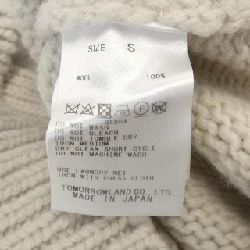 SIZE S
100%
DO NOT WASH
DO NOT BLEACH
DO NOT TUMBLE DRY
IRON MEDIUM
DRY CLEAN SHORT CYCLE
DO NOT MACHINE WASH
USE LAUNDRY NET
IRON WITH PRESS CLOTH
TOMORROWLAND CO., LTD.
MADE IN JAPAN